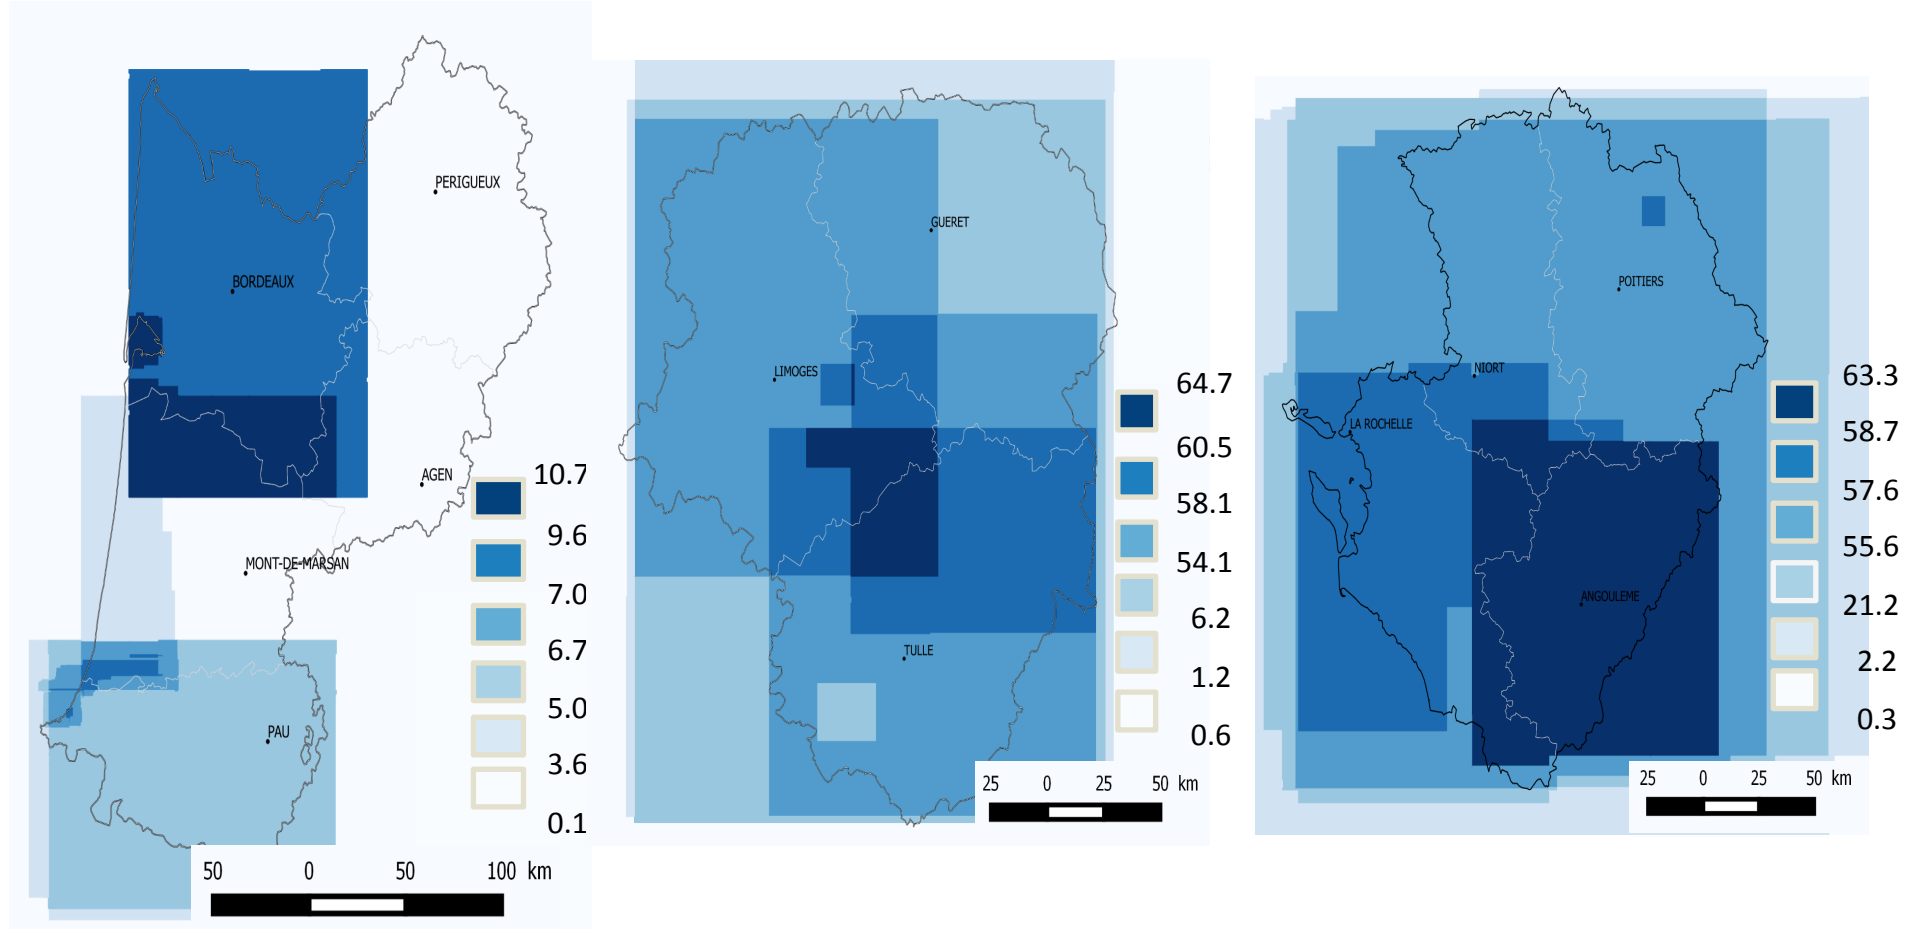 PERIGUEUX
BORDEAUX
AGEN
MONT-DE-MARSAN
PAU
10.7
9.6
7.0
6.7
5.0
3.6
0.1
50 0 50 100 km
GUERET
LIMOGES
TULLE
64.7
60.5
58.1
54.1
6.2
1.2
0.6
25 0 25 50 km
POITIERS
NIORT
LA ROCHELLE
ANGOULEME
63.3
58.7
57.6
55.6
21.2
2.2
0.3
25 0 25 50 km